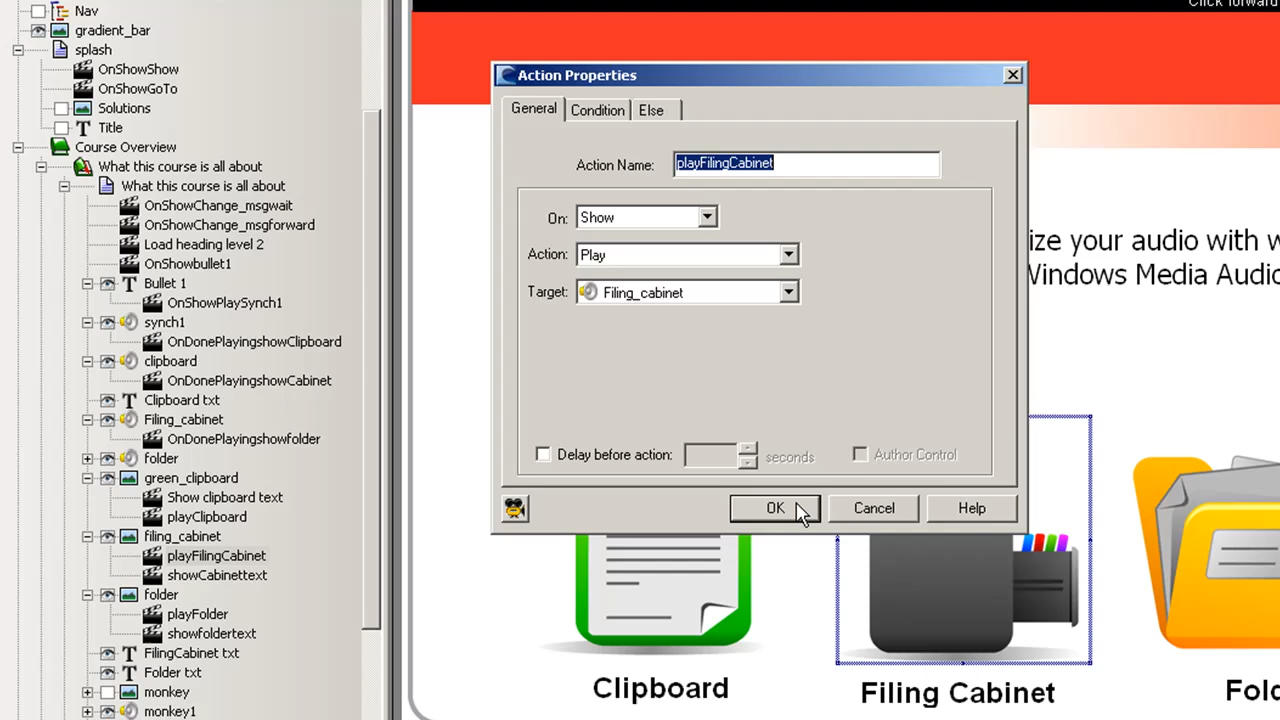 Nav
gradient_bar
splash
OnShowShow
OnShowGoTo
Solutions
Title
Course Overview
What this course is all about
What this course is all about
OnShowChange_msgwait
OnShowChange_msgforward
Load heading level 2
OnShowbullet1
Bullet 1
OnShowPlaySynch1
synch1
OnDonePlayingshowClipboard
clipboard
OnDonePlayingshowCabinet
Clipboard txt
Filing_cabinet
OnDonePlayingshowfolder
folder
green_clipboard
Show clipboard text
playClipboard
filing_cabinet
playFilingCabinet
showCabinettext
folder
playFolder
showfoldertext
FilingCabinet txt
Folder txt
monkey
monkey1
Click forward
Action Properties
General Condition Else
Action Name: playFilingCabinet
On: Show
Action: Play
Target: Filing_cabinet
Delay before action: seconds Author Control
OK Cancel Help
ize your audio with w
Windows Media Audio
Clipboard
Filing Cabinet
Fold